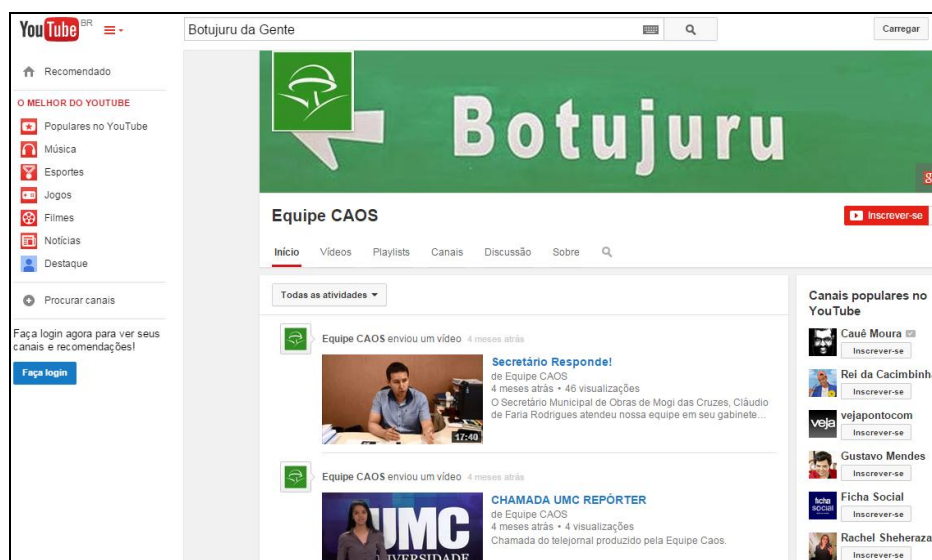 YouTube BR
Botujuru da Gente
Carregar
Recomendado
O MELHOR DO YOUTUBE
Populares no YouTube
Música
Esportes
Jogos
Filmes
Notícias
Destaque
Procurar canais
Faça login agora para ver seus
canais e recomendações!
Faça login
Botujuru
Equipe CAOS
Inscrever-se
Início Vídeos Playlists Canais Discussão Sobre
Todas as atividades
Equipe CAOS enviou um vídeo 4 meses atrás
Secretário Responde!
de Equipe CAOS
4 meses atrás • 46 visualizações
O Secretário Municipal de Obras de Mogi das Cruzes, Cláudio
de Faria Rodrigues atendeu nossa equipe em seu gabinete...
17:40
Equipe CAOS enviou um vídeo 4 meses atrás
UMC
CHAMADA UMC REPÓRTER
de Equipe CAOS
4 meses atrás • 4 visualizações
Chamada do telejornal produzido pela Equipe Caos.
Canais populares no
YouTube
Cauê Moura
Inscrever-se
Rei da Cacimbinh
Inscrever-se
veja
vejapontocom
Inscrever-se
Gustavo Mendes
Inscrever-se
ficha
social
Ficha Social
Inscrever-se
Rachel Sheheraza
Inscrever-se